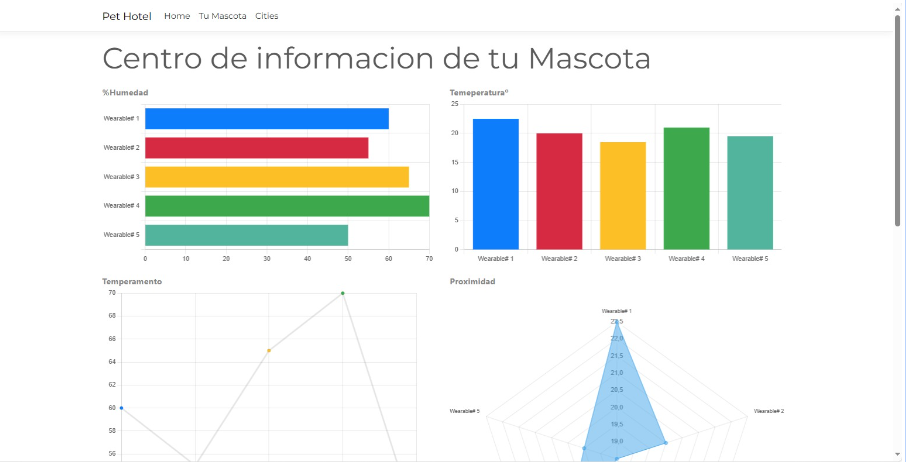 Pet Hotel Home Tu Mascota Cities
Centro de informacion de tu Mascota
%Humedad
Wearable# 1
Wearable# 2
Wearable# 3
Wearable# 4
Wearable# 5
0 10 20 30 40 50 60 70
Temeperaturaº
25
20
15
10
5
0
Wearable# 1 Wearable# 2 Wearable# 3 Wearable# 4 Wearable# 5
Temperamento
70
68
66
64
62
60
58
56
Proximidad
Wearable# 1
22,5
22,0
21,5
21,0
20,5
20,0
19,5
19,0
Wearable# 5 Wearable# 2